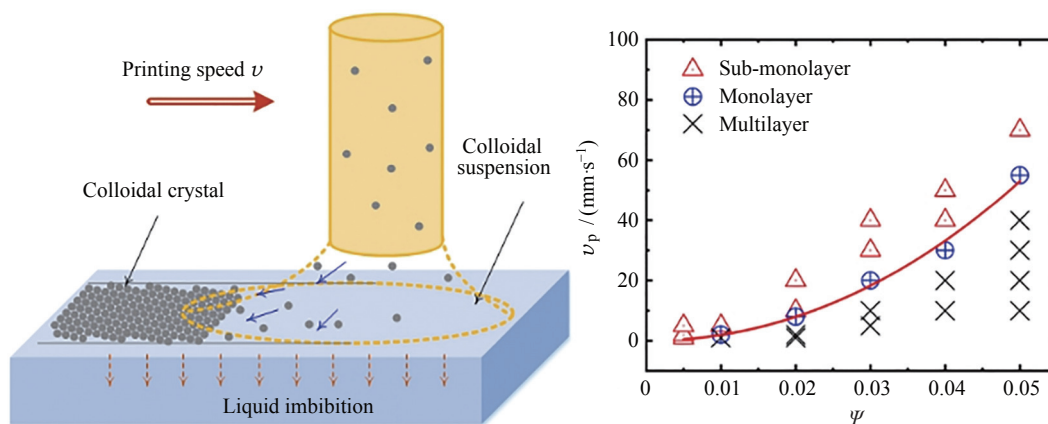 Printing speed υ
Colloidal
suspension
Colloidal crystal
Liquid imbibition
100
80
60
40
20
0
υp /(mm·s⁻¹)
Sub-monolayer
Monolayer
Multilayer
0
0.01
0.02
0.03
0.04
0.05
Ψ